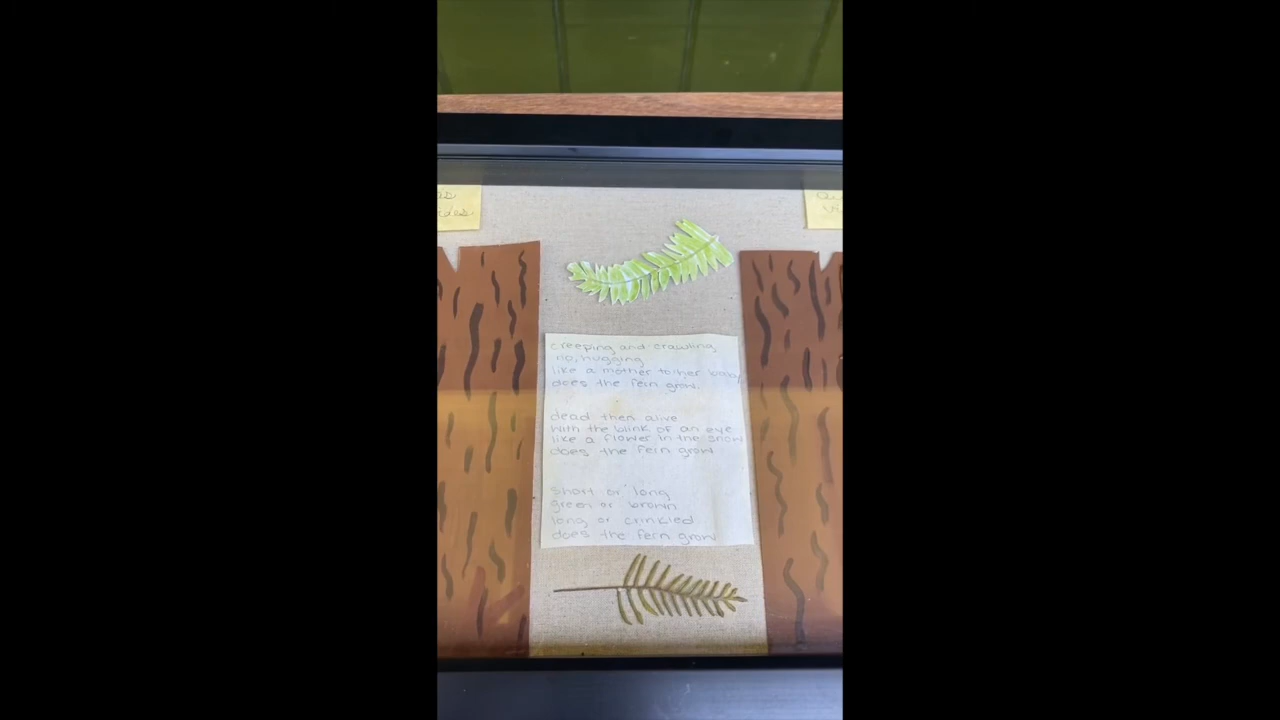 creeping and crawling
no, hugging
like a mother to her baby
does the fern grow.
dead then alive
with the blink of an eye
like a flower in the snow
does the fern grow
short or long
green or brown
long or crinkled
does the fern grow